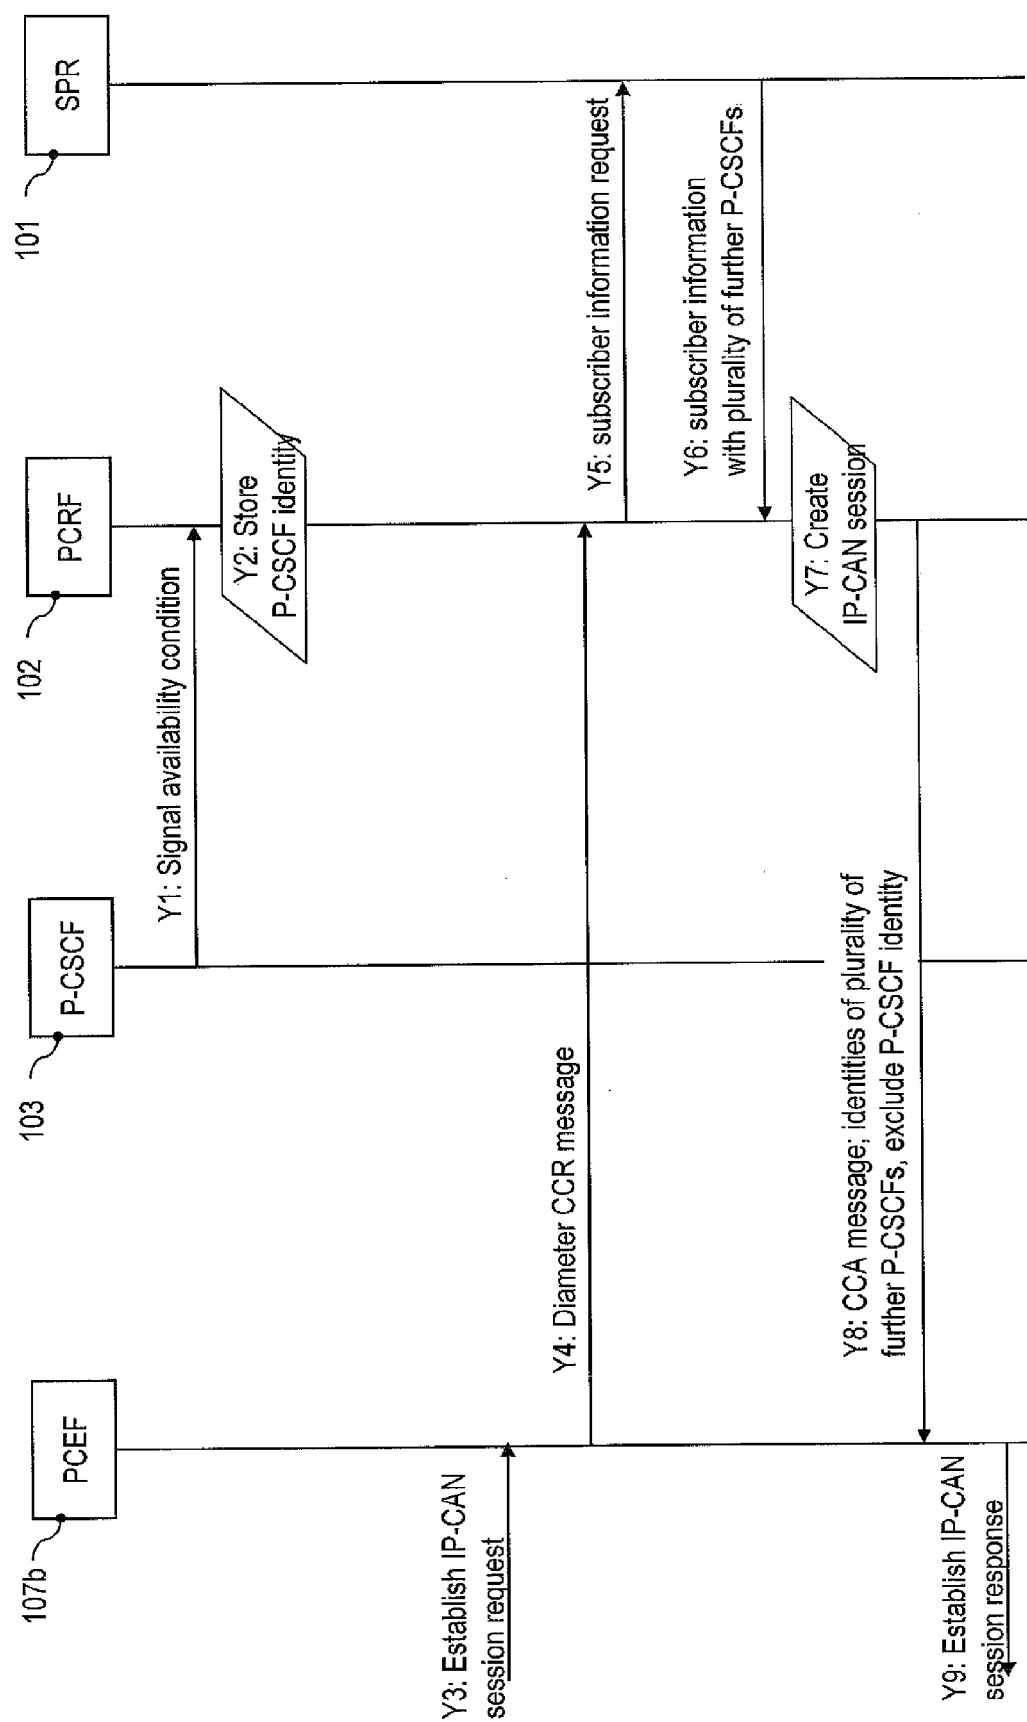 107b
PCEF
103
P-CSCF
102
PCRF
101
SPR
Y1: Signal availability condition
Y2: Store
P-CSCF identity
Y3: Establish IP-CAN
session request
Y4: Diameter CCR message
Y5: subscriber information request
Y6: subscriber information
with plurality of further P-CSCFs
Y7: Create
IP-CAN session
Y8: CCA message; identities of plurality of
further P-CSCFs, exclude P-CSCF identity
Y9: Establish IP-CAN
session response